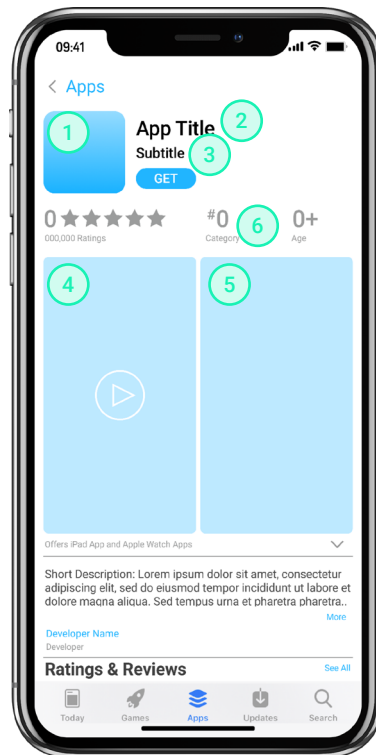 09:41
Apps
1
App Title
2
Subtitle
3
GET
0
#0
6
0+
000,000 Ratings
Category
Age
4
5
Offers iPad App and Apple Watch Apps
Short Description: Lorem ipsum dolor sit amet, consectetur
adipiscing elit, sed do eiusmod tempor incididunt ut labore et
dolore magna aliqua. Sed tempus urna et pharetra pharetra..
More
Developer Name
Developer
Ratings & Reviews
See All
Today
Games
Apps
Updates
Search